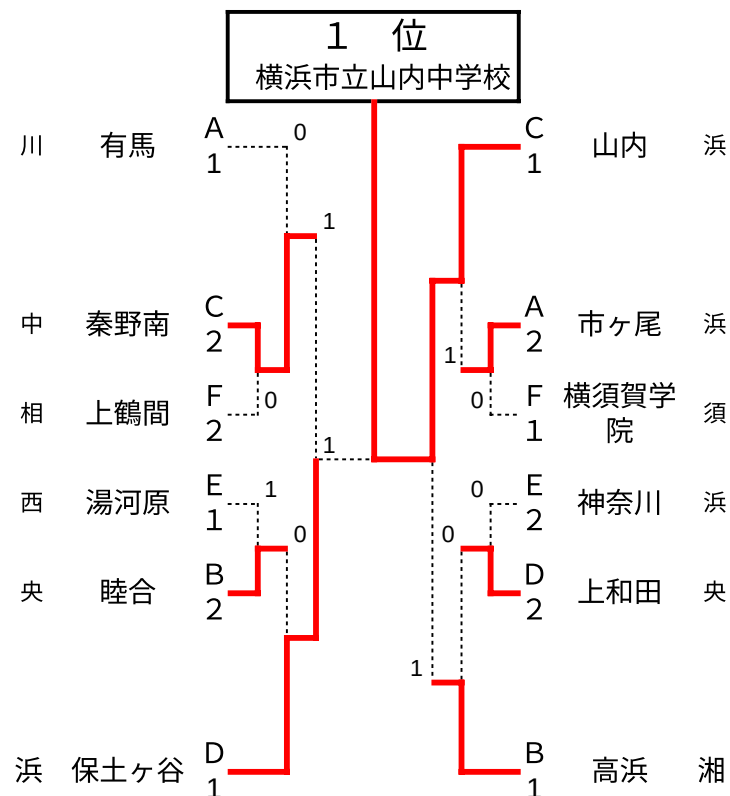 １　位
横浜市立山内中学校
川 有馬 A 1
0
1
中 秦野南 C 2
相 上鶴間 F 2
0
西 湯河原 E 1
1
央 睦合 B 2
0
浜 保土ヶ谷 D 1
1
C 1 山内 浜
A 2 市ヶ尾 浜
1
F 1 横須賀学院 須
0
E 2 神奈川 浜
0
D 2 上和田 央
0
B 1 高浜 湘
1